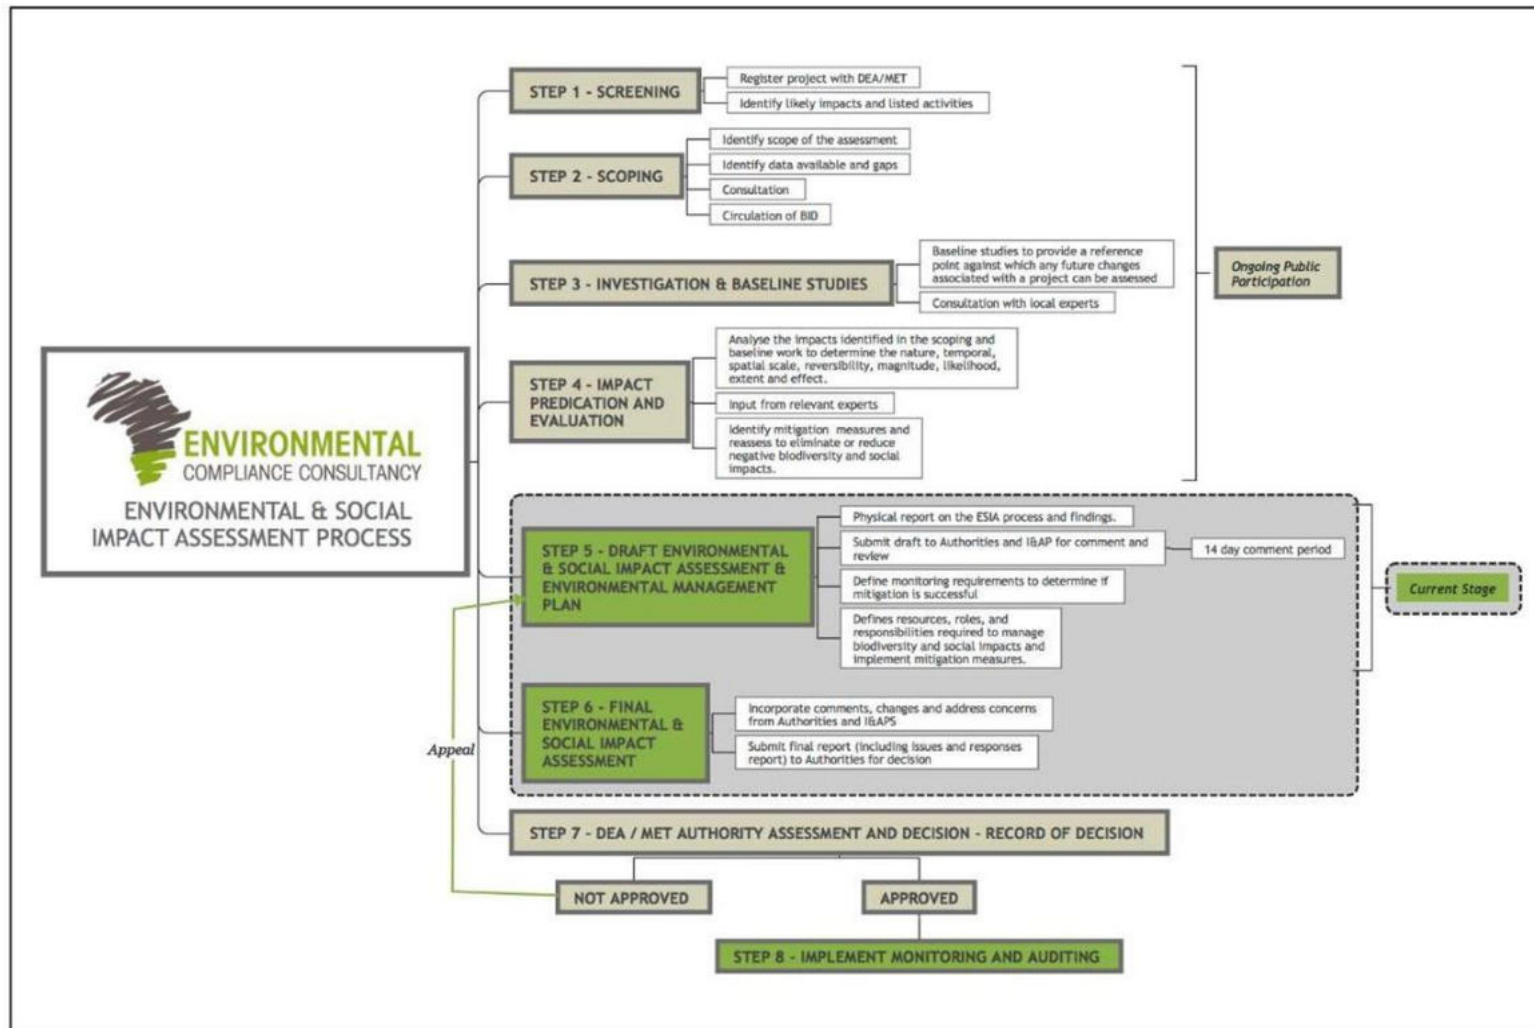 STEP 1 - SCREENING
Register project with DEA/MET
Identify likely impacts and listed activities
STEP 2 - SCOPING
Identify scope of the assessment
Identify data available and gaps
Consultation
Circulation of BID
STEP 3 - INVESTIGATION & BASELINE STUDIES
Baseline studies to provide a reference
point against which any future changes
associated with a project can be assessed
Consultation with local experts
Ongoing Public
Participation
STEP 4 - IMPACT
PREDICATION AND
EVALUATION
Analyse the impacts identified in the scoping and
baseline work to determine the nature, temporal,
spatial scale, reversibility, magnitude, likelihood,
extent and effect.
Input from relevant experts
Identify mitigation measures and
reassess to eliminate or reduce
negative biodiversity and social
impacts.
ENVIRONMENTAL
COMPLIANCE CONSULTANCY
ENVIRONMENTAL & SOCIAL
IMPACT ASSESSMENT PROCESS
STEP 5 - DRAFT ENVIRONMENTAL
& SOCIAL IMPACT ASSESSMENT &
ENVIRONMENTAL MANAGEMENT
PLAN
Physical report on the ESIA process and findings.
Submit draft to Authorities and I&AP for comment and
review
14 day comment period
Define monitoring requirements to determine if
mitigation is successful
Defines resources, roles, and
responsibilities required to manage
biodiversity and social impacts and
implement mitigation measures.
Current Stage
STEP 6 - FINAL
ENVIRONMENTAL &
SOCIAL IMPACT
ASSESSMENT
Incorporate comments, changes and address concerns
from Authorities and I&APS
Submit final report (including issues and responses
report) to Authorities for decision
Appeal
STEP 7 - DEA / MET AUTHORITY ASSESSMENT AND DECISION - RECORD OF DECISION
NOT APPROVED
APPROVED
STEP 8 - IMPLEMENT MONITORING AND AUDITING